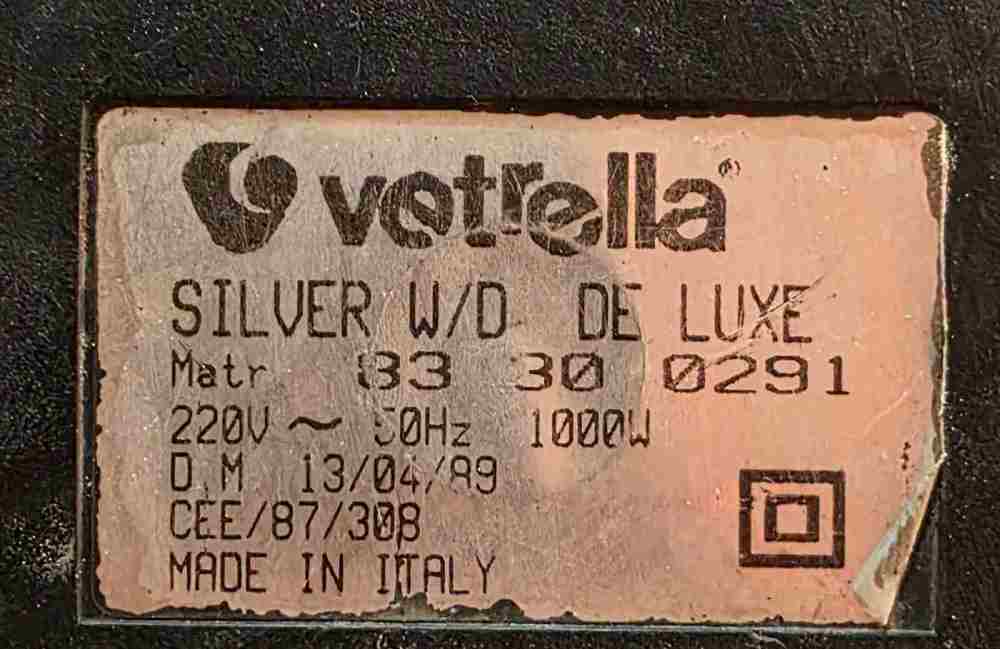 votrella®
SILVER W/D DE LUXE
Matr 83 30 0291
220V ~ 50Hz 1000W
D.M 13/04/89
CEE/87/308
MADE IN ITALY